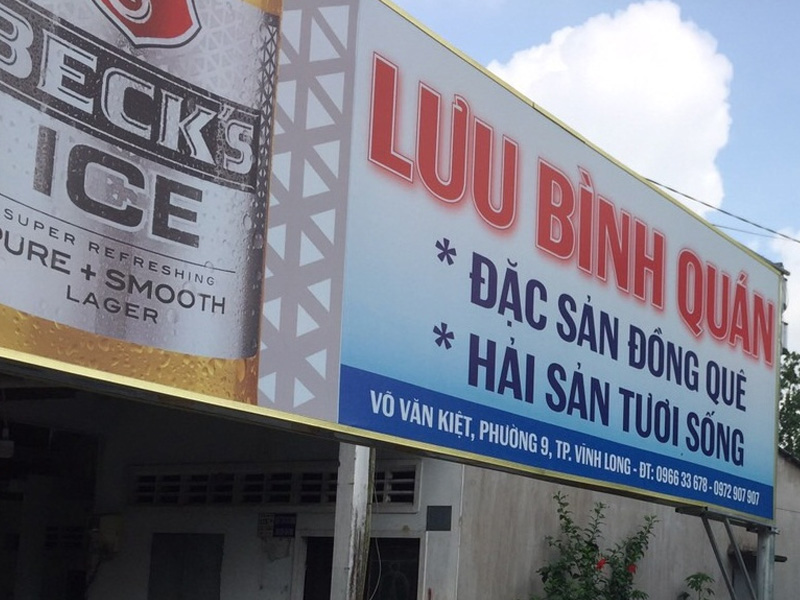 BECK'S
ICE
SUPER REFRESHING
PURE + SMOOTH
LAGER
LƯU BÌNH QUÁN
* ĐẶC SẢN ĐỒNG QUÊ
* HẢI SẢN TƯƠI SỐNG
VÕ VĂN KIỆT, PHƯỜNG 9, TP. VĨNH LONG - ĐT: 0966 33 678 - 0972 907 907